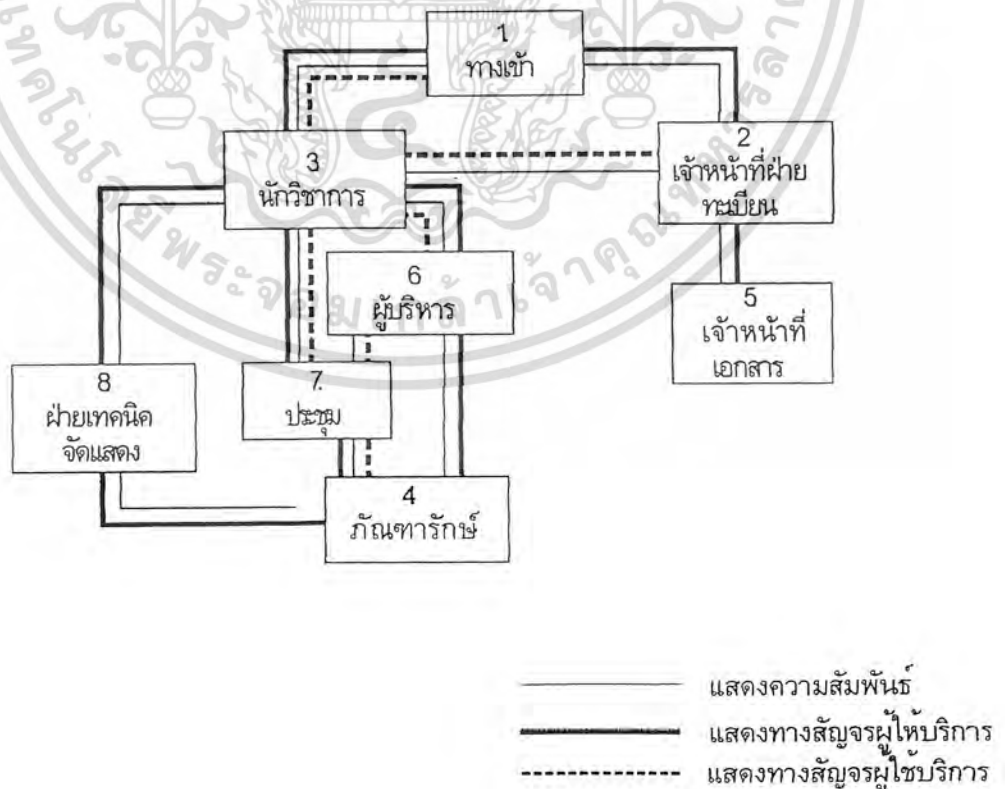 1
ทางเข้า
2
เจ้าหน้าที่ฝ่าย
ทะเบียน
3
นักวิชาการ
6
ผู้บริหาร
5
เจ้าหน้าที่
เอกสาร
8
ฝ่ายเทคนิค
จัดแสดง
7.
ประชุม
4
ภัณฑารักษ์
แสดงความสัมพันธ์
แสดงทางสัญจรผู้ให้บริการ
แสดงทางสัญจรผู้ใช้บริการ